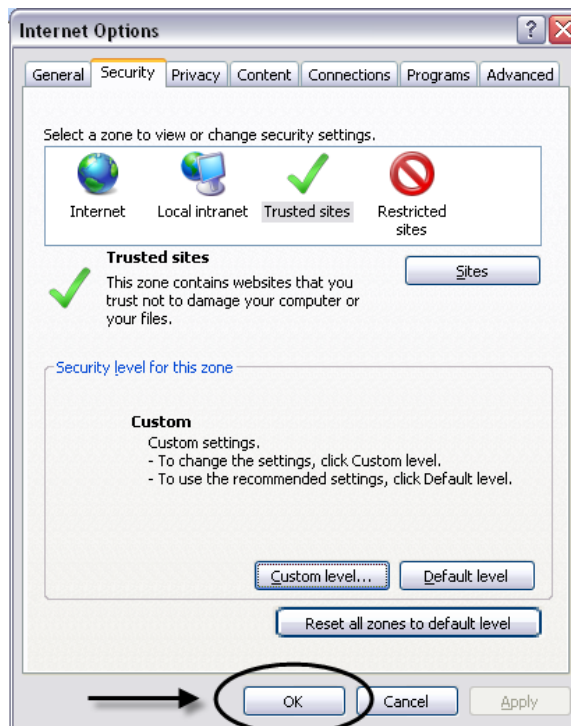 Internet Options
General Security Privacy Content Connections Programs Advanced
Select a zone to view or change security settings.
Internet Local intranet Trusted sites Restricted
sites
Trusted sites
Sites
This zone contains websites that you
trust not to damage your computer or
your files.
Security level for this zone
Custom
Custom settings.
- To change the settings, click Custom level.
- To use the recommended settings, click Default level.
Custom level... Default level
Reset all zones to default level
OK Cancel Apply